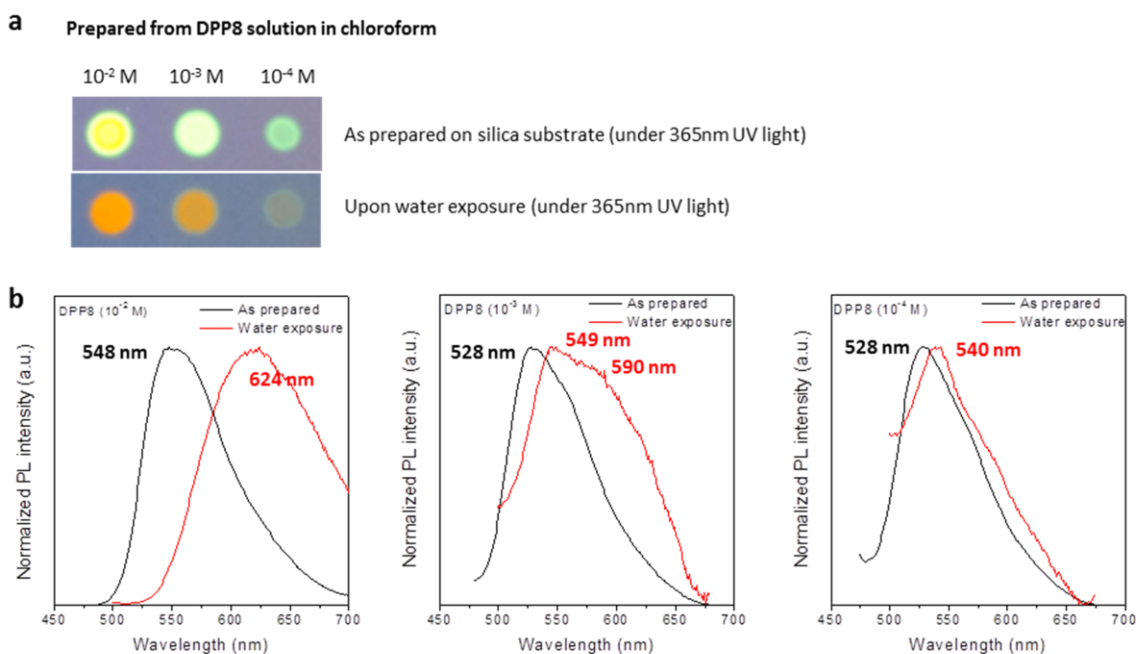 a
Prepared from DPP8 solution in chloroform
10⁻² M 10⁻³ M 10⁻⁴ M
As prepared on silica substrate (under 365nm UV light)
Upon water exposure (under 365nm UV light)
b
DPP8 (10⁻² M)
As prepared
Water exposure
548 nm
624 nm
Normalized PL intensity (a.u.)
450 500 550 600 650 700
Wavelength (nm)
DPP8 (10⁻³ M)
As prepared
Water exposure
528 nm
549 nm
590 nm
Normalized PL intensity (a.u.)
450 500 550 600 650 700
Wavelength (nm)
DPP8 (10⁻⁴ M)
As prepared
Water exposure
528 nm
540 nm
Normalized PL intensity (a.u.)
450 500 550 600 650 700
Wavelength (nm)